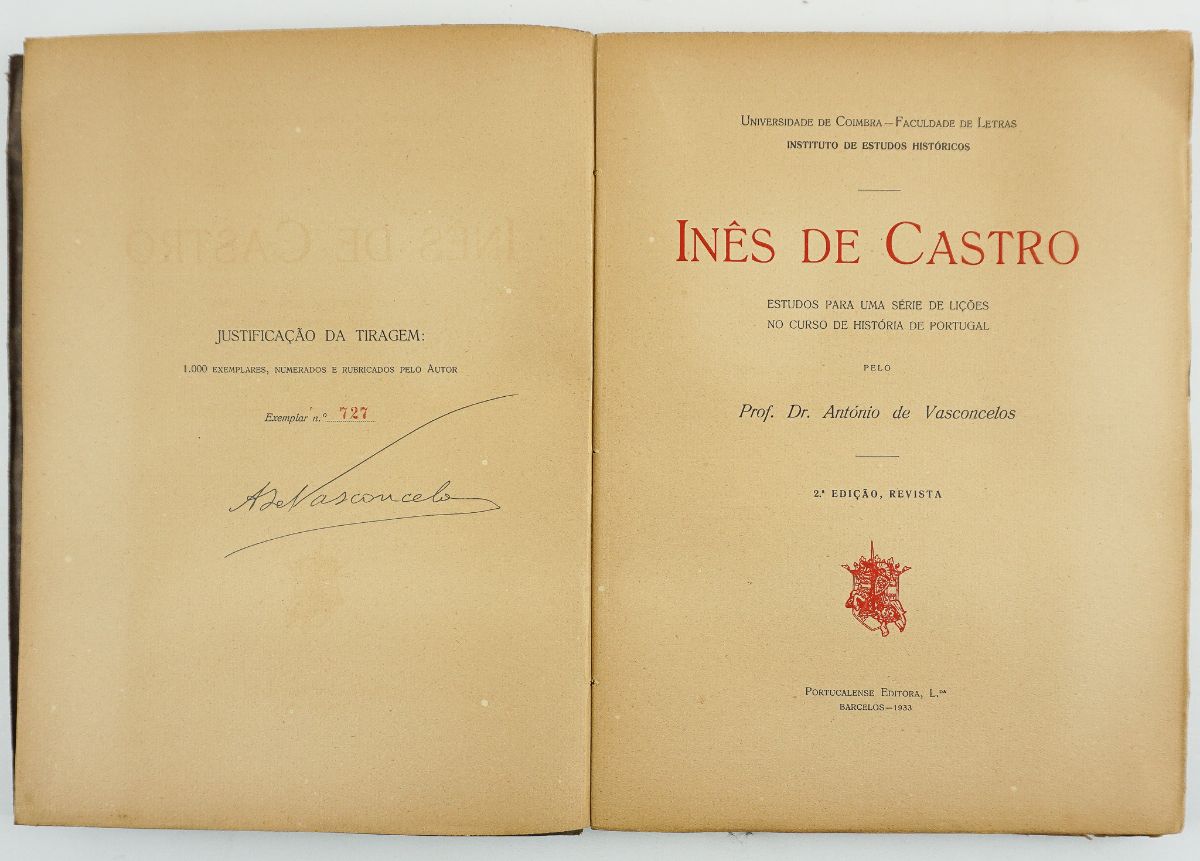 JUSTIFICAÇÃO DA TIRAGEM:
1.000 EXEMPLARES, NUMERADOS E RUBRICADOS PELO AUTOR
Exemplar n.º 727
A de Vasconcelos
UNIVERSIDADE DE COIMBRA—FACULDADE DE LETRAS
INSTITUTO DE ESTUDOS HISTÓRICOS
INÊS DE CASTRO
ESTUDOS PARA UMA SÉRIE DE LIÇÕES
NO CURSO DE HISTÓRIA DE PORTUGAL
PELO
Prof. Dr. António de Vasconcelos
2.ª EDIÇÃO, REVISTA
PORTUCALENSE EDITORA, L.DA
BARCELOS—1933